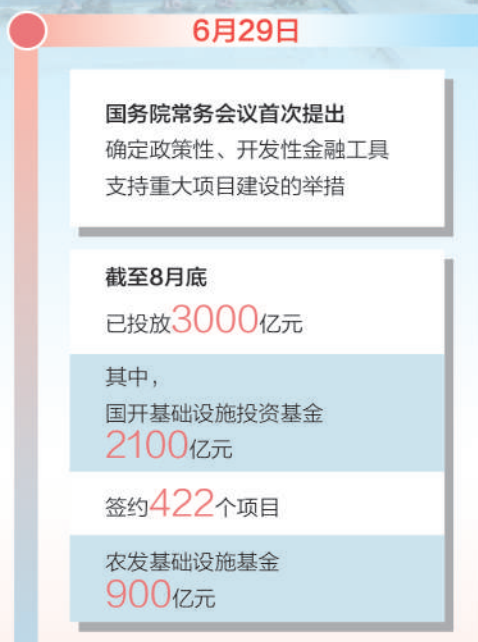 6月29日
国务院常务会议首次提出
确定政策性、开发性金融工具
支持重大项目建设的举措
截至8月底
已投放3000亿元
其中，
国开基础设施投资基金
2100亿元
签约422个项目
农发基础设施基金
900亿元